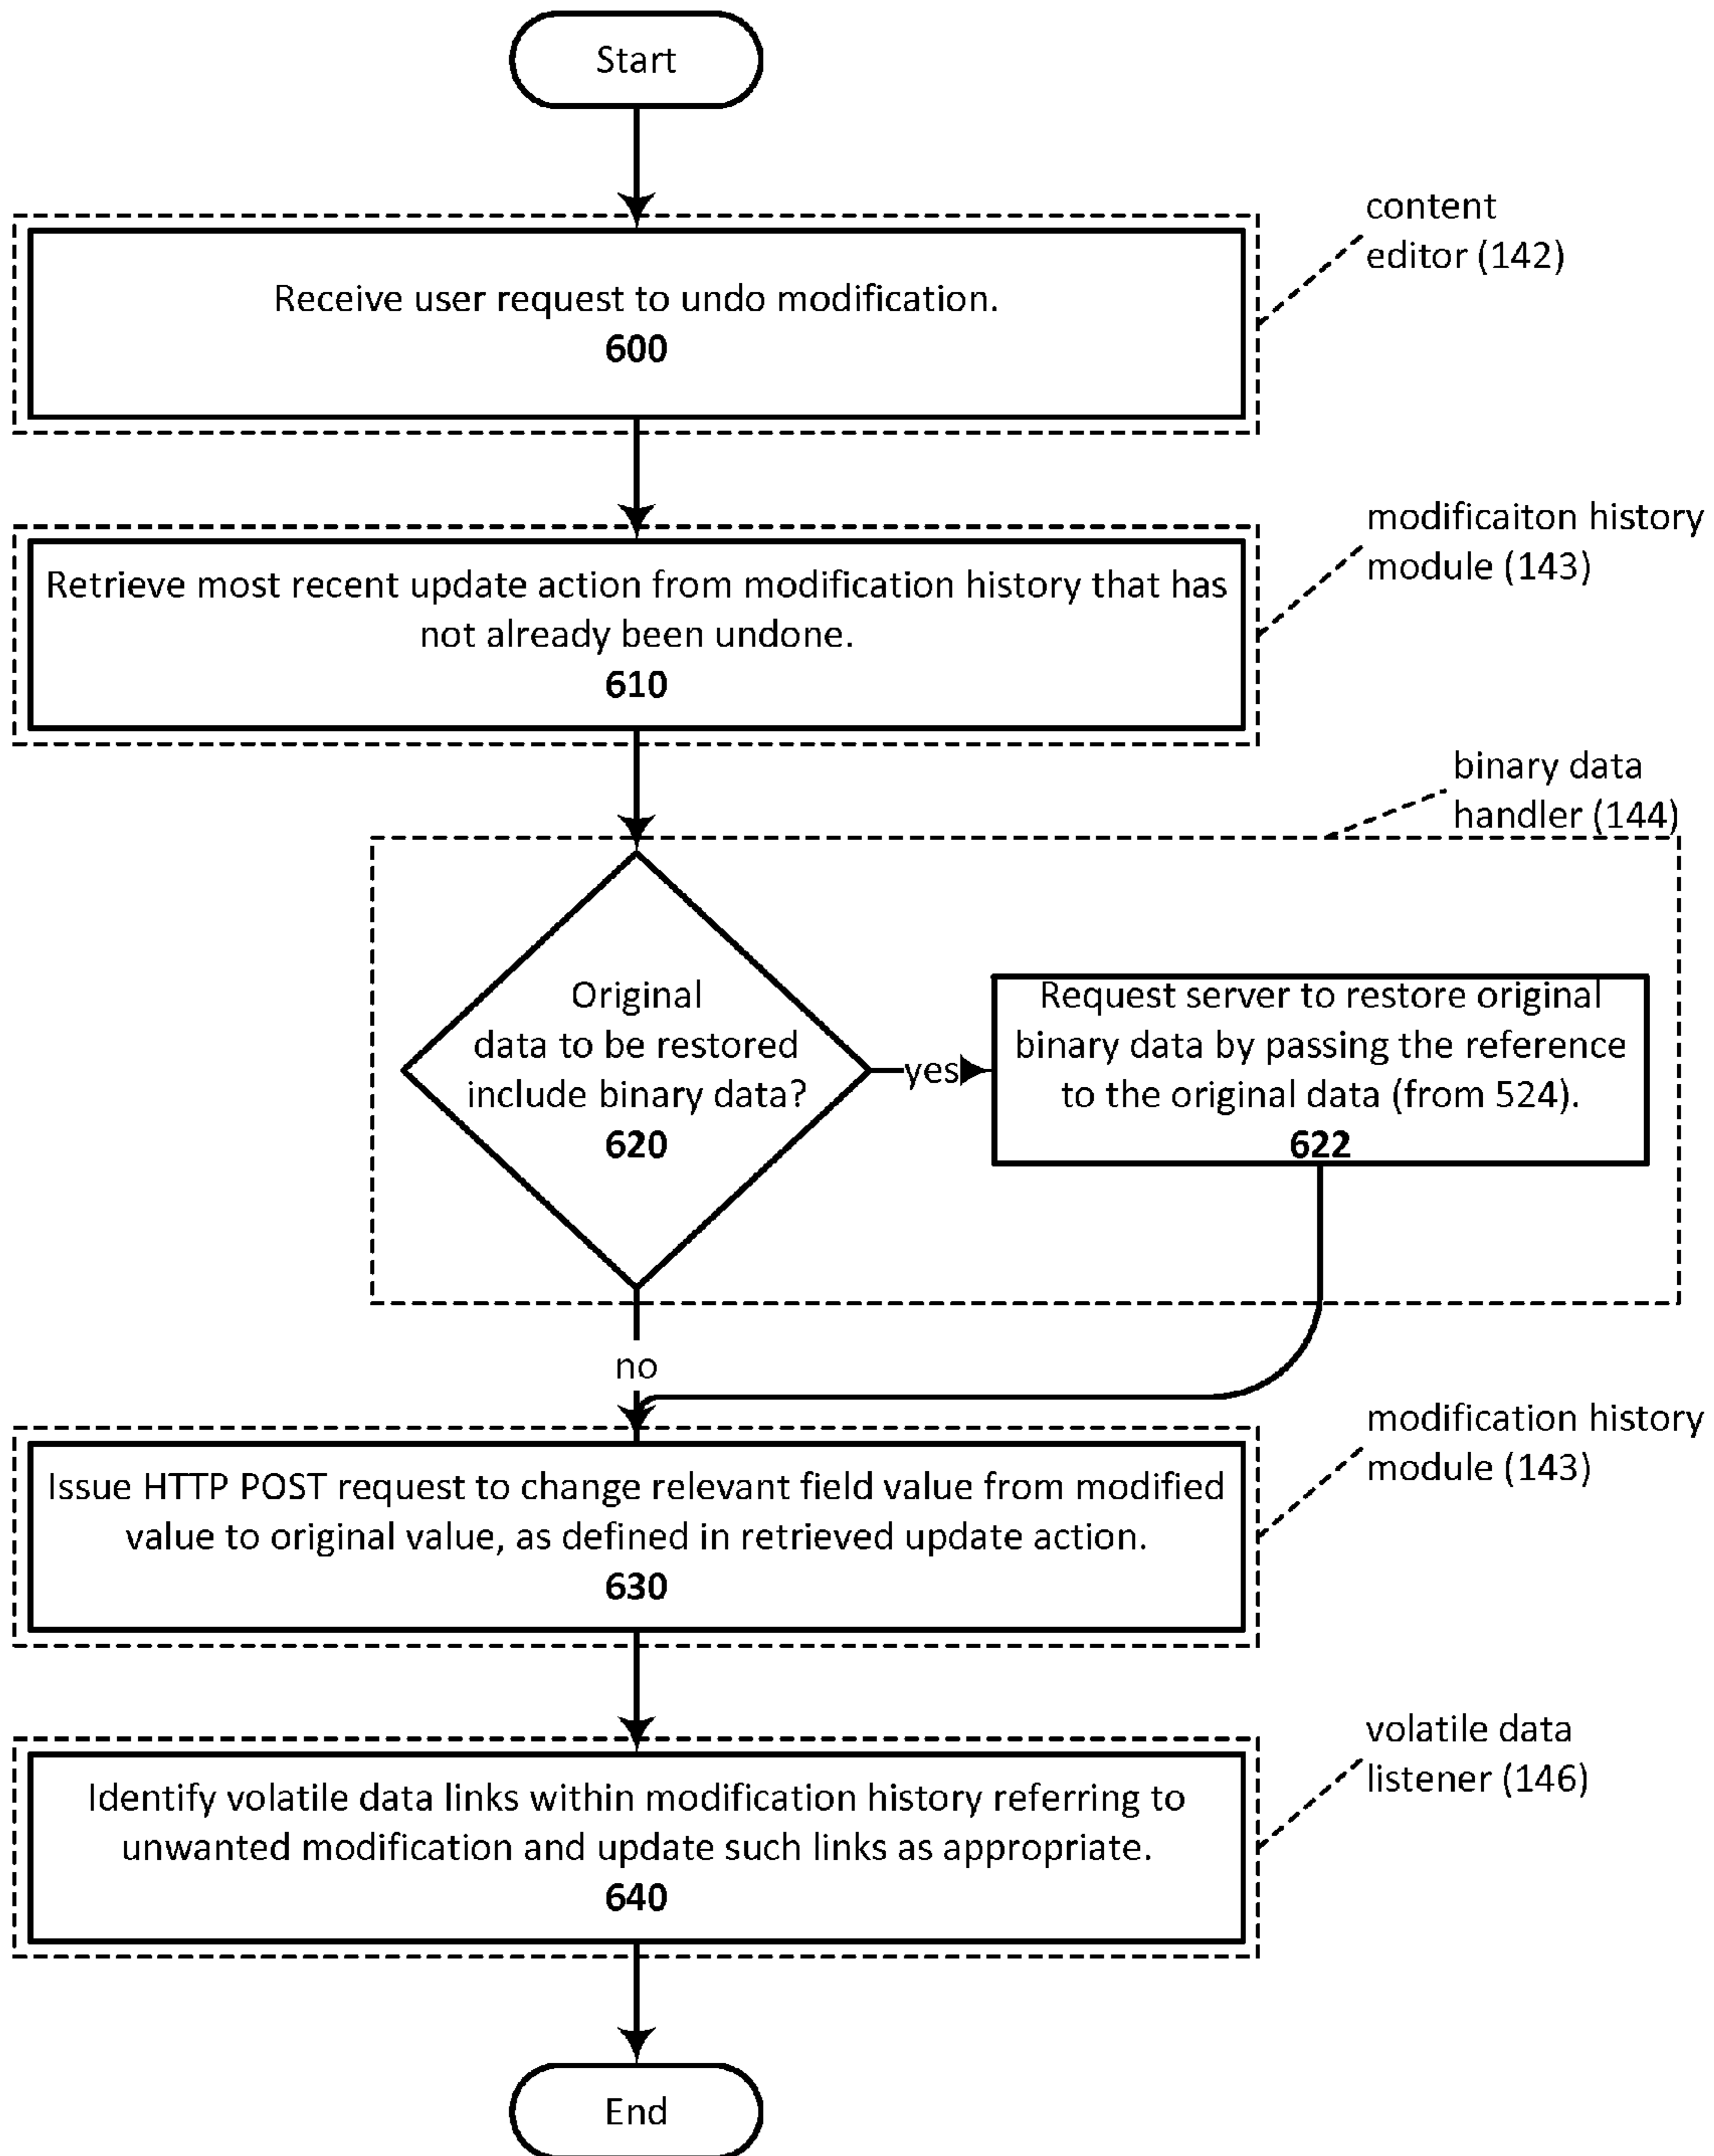 Start
content
editor (142)
Receive user request to undo modification.
600
modificaiton history
module (143)
Retrieve most recent update action from modification history that has
not already been undone.
610
binary data
handler (144)
Original
data to be restored
include binary data?
620
yes
Request server to restore original
binary data by passing the reference
to the original data (from 524).
622
no
modification history
module (143)
Issue HTTP POST request to change relevant field value from modified
value to original value, as defined in retrieved update action.
630
volatile data
listener (146)
Identify volatile data links within modification history referring to
unwanted modification and update such links as appropriate.
640
End